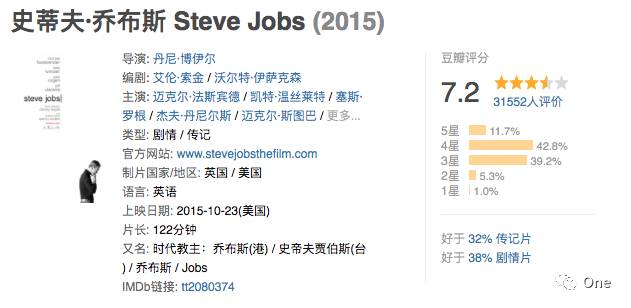 史蒂夫·乔布斯 Steve Jobs (2015)
steve jobs
导演: 丹尼·博伊尔
编剧: 艾伦·索金 / 沃尔特·伊萨克森
主演: 迈克尔·法斯宾德 / 凯特·温丝莱特 / 塞斯·
罗根 / 杰夫·丹尼尔斯 / 迈克尔·斯图巴 / 更多...
类型: 剧情 / 传记
官方网站: www.stevejobsthefilm.com
制片国家/地区: 英国 / 美国
语言: 英语
上映日期: 2015-10-23(美国)
片长: 122分钟
又名: 时代教主：乔布斯(港) / 史帝夫贾伯斯(台
) / 乔布斯 / Jobs
IMDb链接: tt2080374
豆瓣评分
7.2
31552人评价
5星 11.7%
4星 42.8%
3星 39.2%
2星 5.3%
1星 1.0%
好于 32% 传记片
好于 38% 剧情片
One